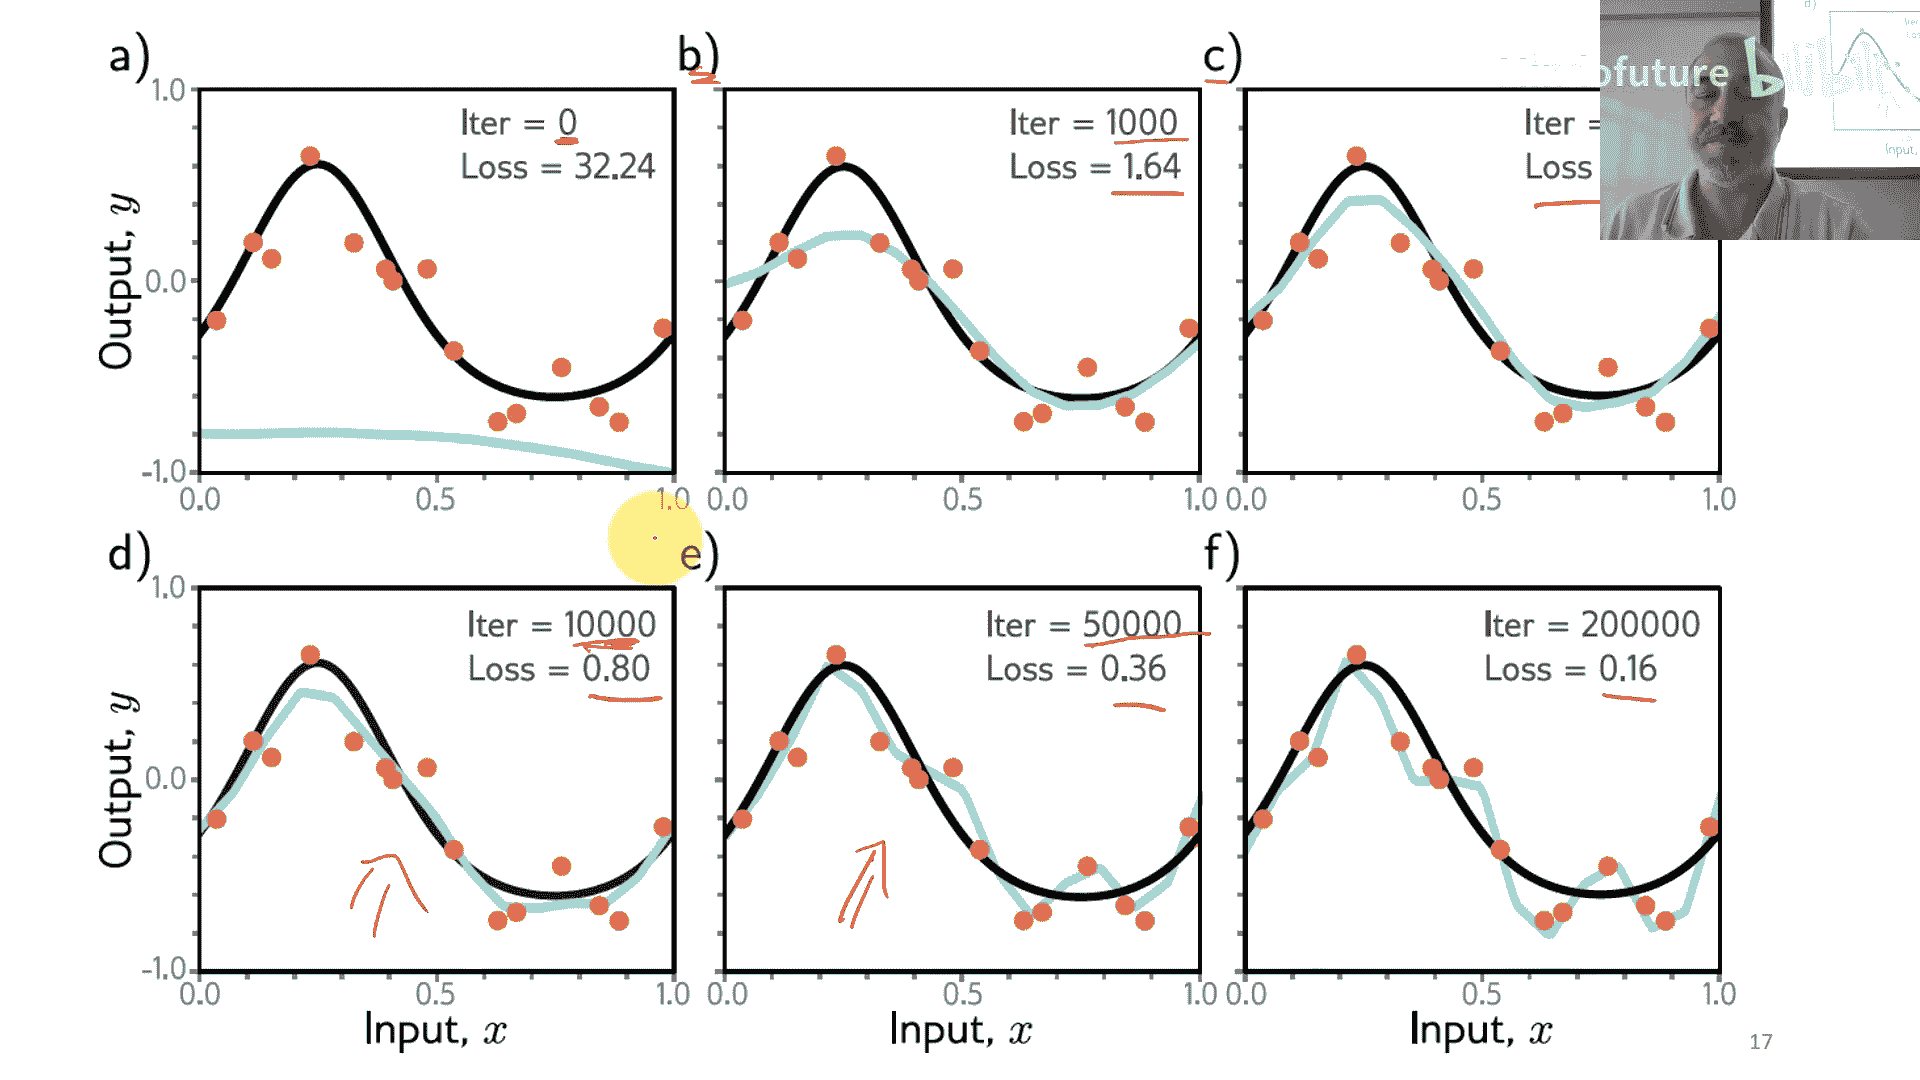 a)
b)
c)
1.0
Iter = 0
Loss = 32.24
Iter = 1000
Loss = 1.64
Iter =
Loss
ofuture
bilibili
Output, y
0.0
-1.0
0.0
0.5
1.0
0.0
0.5
1.0
0.0
0.5
1.0
d)
e)
f)
1.0
Iter = 10000
Loss = 0.80
Iter = 50000
Loss = 0.36
Iter = 200000
Loss = 0.16
Output, y
0.0
-1.0
0.0
0.5
1.0
0.0
0.5
1.0
0.0
0.5
1.0
Input, x
Input, x
Input, x
17
d)
Input,